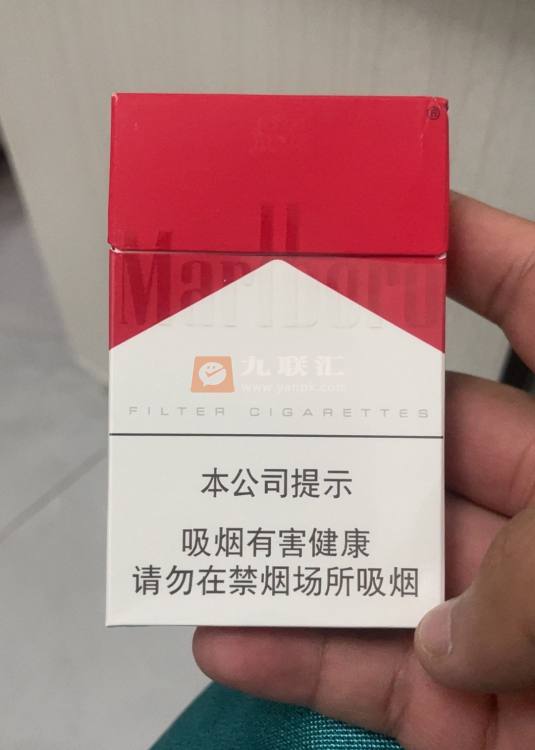 ®
Marlboro
九联汇
www.yanpk.com
FILTER CIGARETTES
本公司提示
吸烟有害健康
请勿在禁烟场所吸烟